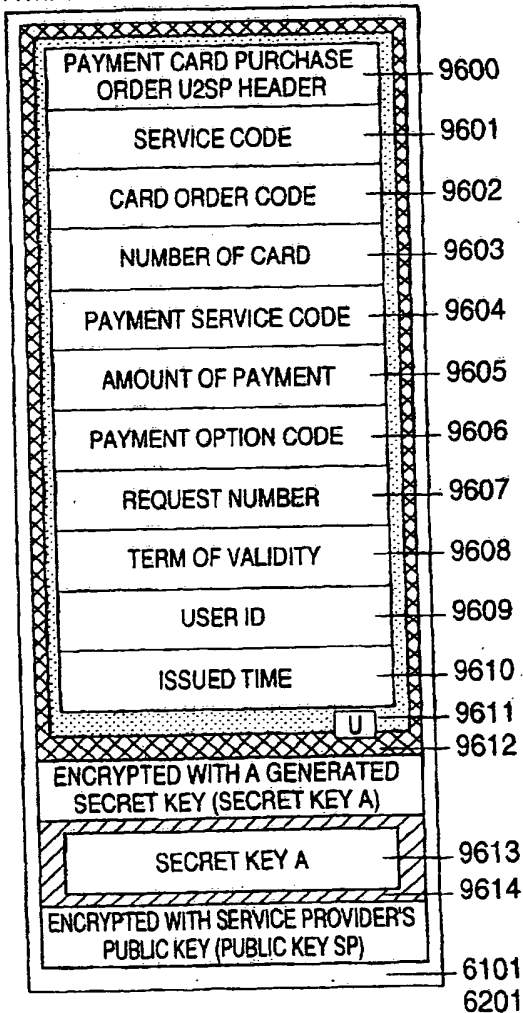 PAYMENT CARD PURCHASE
ORDER U2SP HEADER
9600
SERVICE CODE
9601
CARD ORDER CODE
9602
NUMBER OF CARD
9603
PAYMENT SERVICE CODE
9604
AMOUNT OF PAYMENT
9605
PAYMENT OPTION CODE
9606
REQUEST NUMBER
9607
TERM OF VALIDITY
9608
USER ID
9609
ISSUED TIME
9610
U
9611
9612
ENCRYPTED WITH A GENERATED
SECRET KEY (SECRET KEY A)
SECRET KEY A
9613
9614
ENCRYPTED WITH SERVICE PROVIDER'S
PUBLIC KEY (PUBLIC KEY SP)
6101
6201